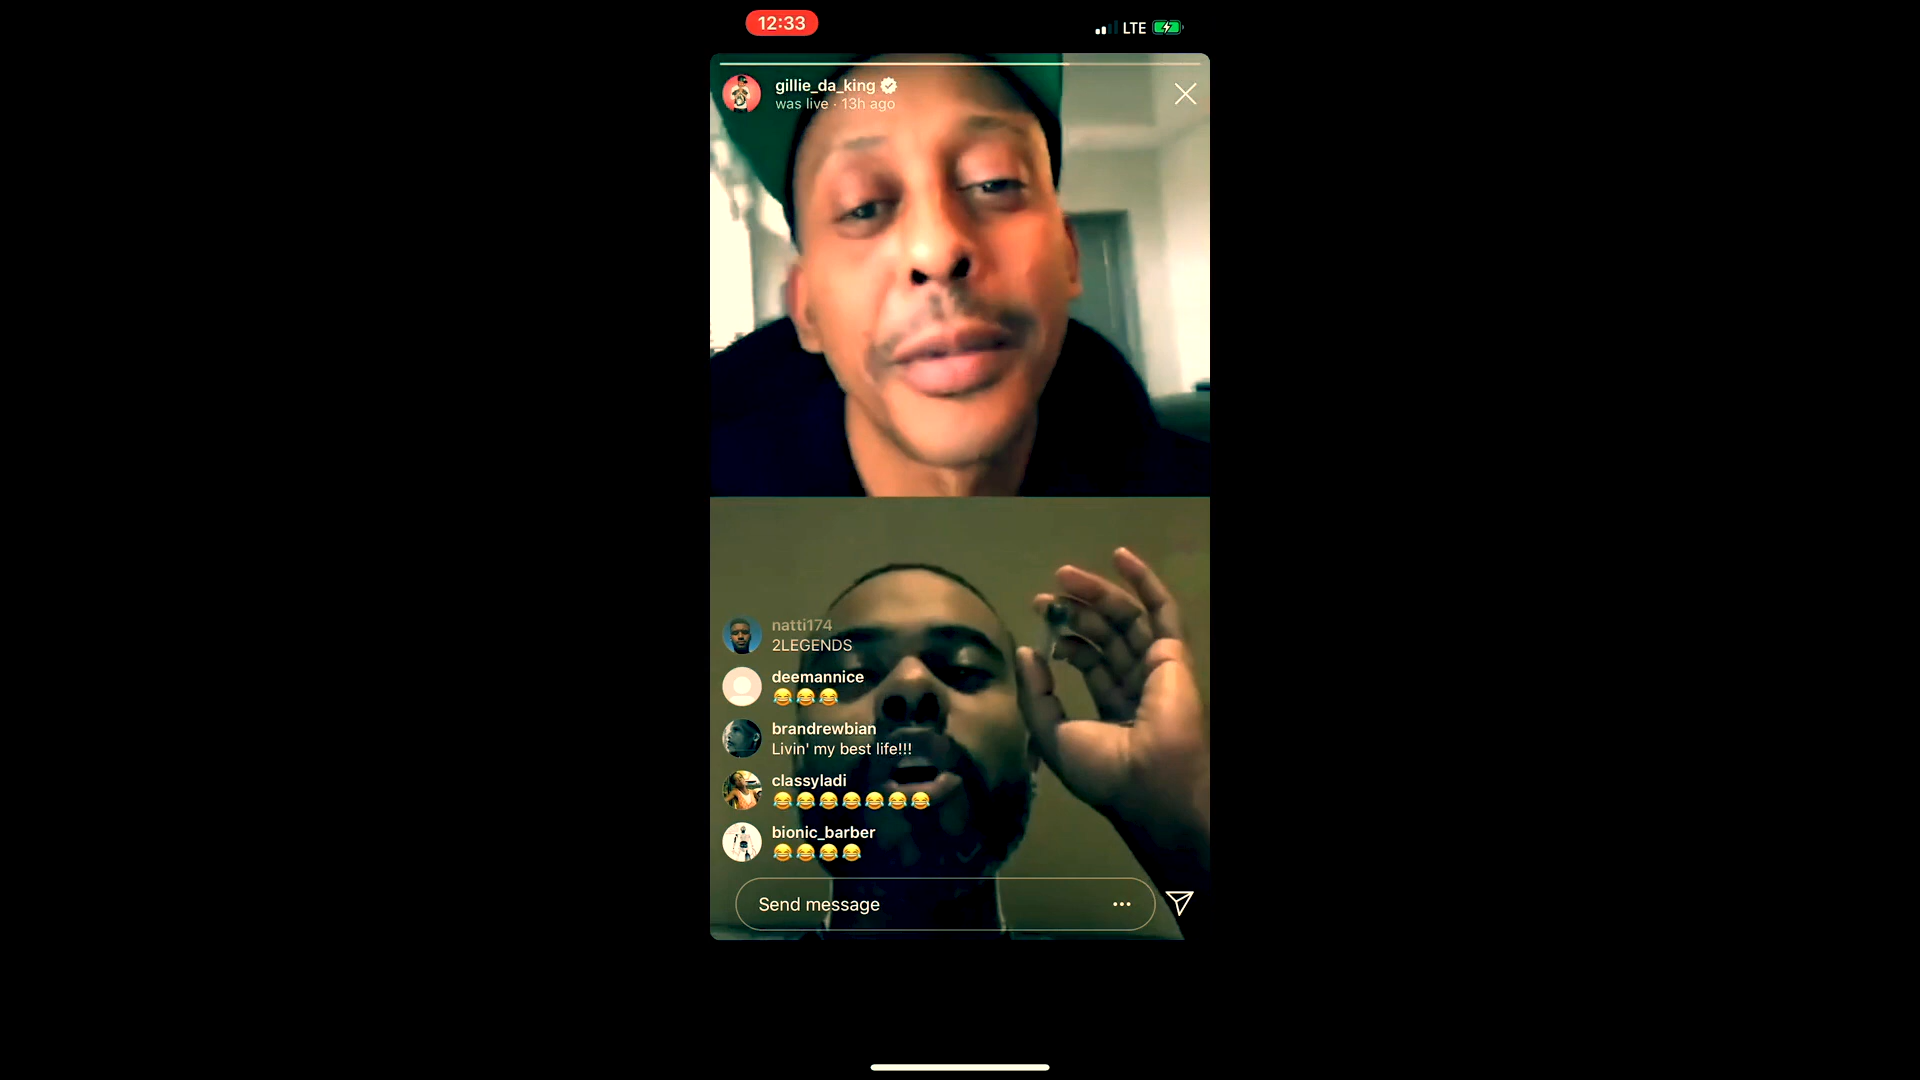 12:33
LTE
gillie_da_king
was live · 13h ago
natti174
2LEGENDS
deemannice
😂😂😂
brandrewbian
Livin' my best life!!!
classyladi
😂😂😂😂😂😂😂
bionic_barber
😂😂😂😂
Send message